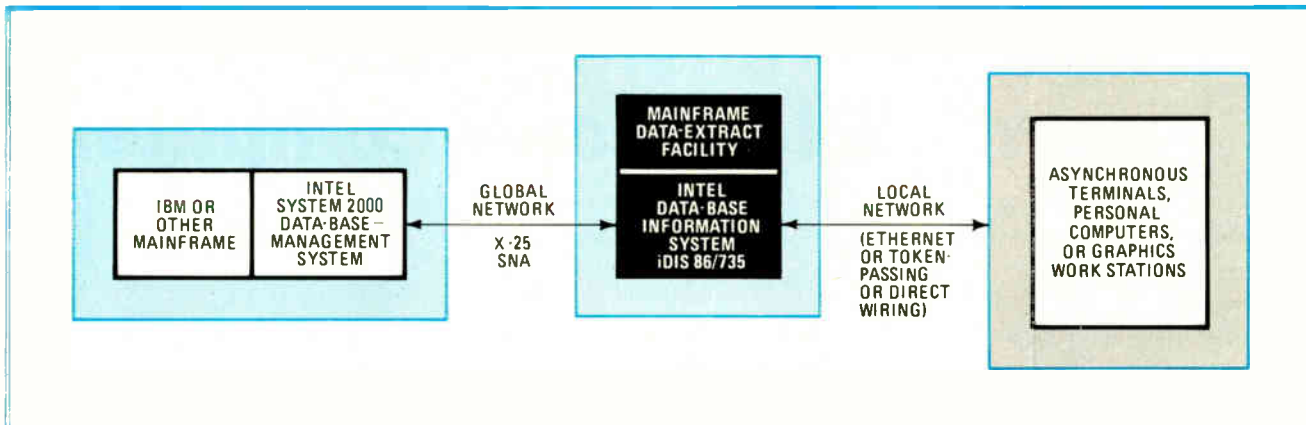 IBM OR
OTHER
MAINFRAME
INTEL
SYSTEM 2000
DATA-BASE–
MANAGEMENT
SYSTEM
GLOBAL
NETWORK
X·25
SNA
MAINFRAME
DATA-EXTRACT
FACILITY
INTEL
DATA-BASE
INFORMATION
SYSTEM
iDIS 86/735
LOCAL
NETWORK
(ETHERNET
OR TOKEN-
PASSING
OR DIRECT
WIRING)
ASYNCHRONOUS
TERMINALS,
PERSONAL
COMPUTERS,
OR GRAPHICS
WORK STATIONS